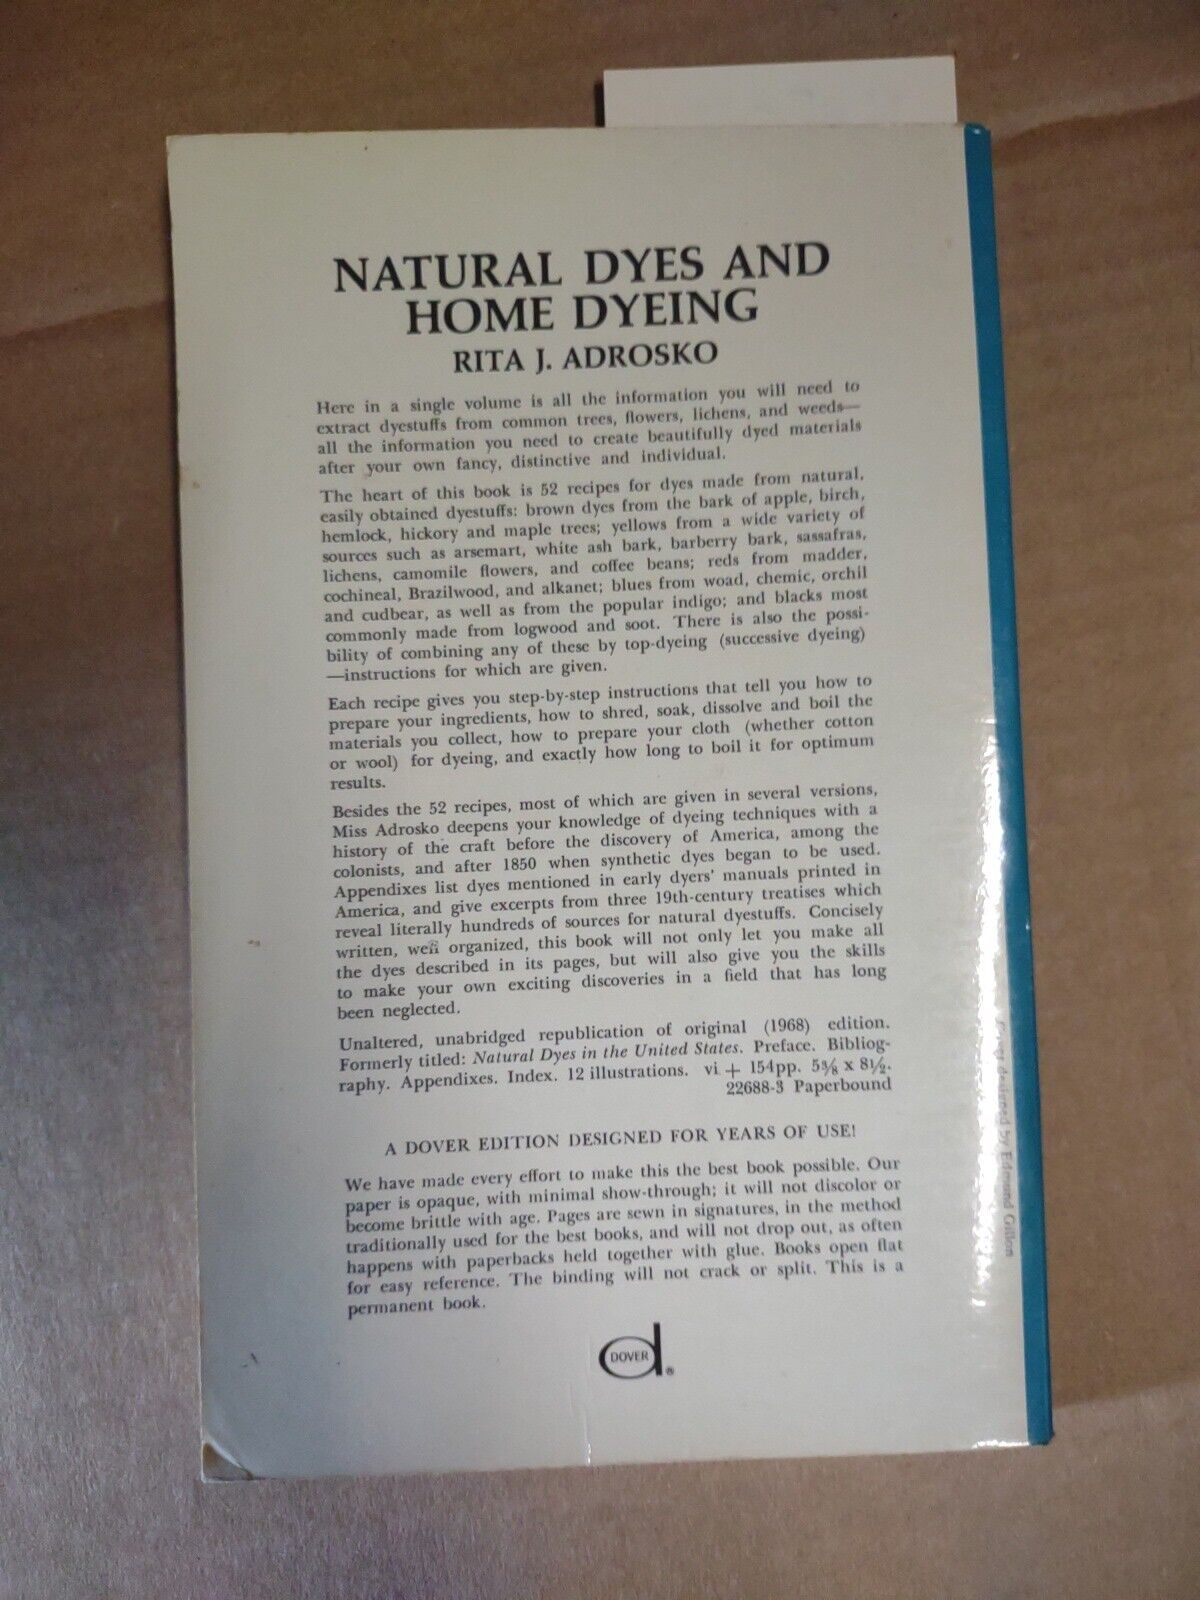 NATURAL DYES AND
HOME DYEING
RITA J. ADROSKO
Here in a single volume is all the information you will need to
extract dyestuffs from common trees, flowers, lichens, and weeds—
all the information you need to create beautifully dyed materials
after your own fancy, distinctive and individual.
The heart of this book is 52 recipes for dyes made from natural,
easily obtained dyestuffs: brown dyes from the bark of apple, birch,
hemlock, hickory and maple trees; yellows from a wide variety of
sources such as arsemart, white ash bark, barberry bark, sassafras,
lichens, camomile flowers, and coffee beans; reds from madder,
cochineal, Brazilwood, and alkanet; blues from woad, chemic, orchil
and cudbear, as well as from the popular indigo; and blacks most
commonly made from logwood and soot. There is also the possi-
bility of combining any of these by top-dyeing (successive dyeing)
—instructions for which are given.
Each recipe gives you step-by-step instructions that tell you how to
prepare your ingredients, how to shred, soak, dissolve and boil the
materials you collect, how to prepare your cloth (whether cotton
or wool) for dyeing, and exactly how long to boil it for optimum
results.
Besides the 52 recipes, most of which are given in several versions,
Miss Adrosko deepens your knowledge of dyeing techniques with a
history of the craft before the discovery of America, among the
colonists, and after 1850 when synthetic dyes began to be used.
Appendixes list dyes mentioned in early dyers' manuals printed in
America, and give excerpts from three 19th-century treatises which
reveal literally hundreds of sources for natural dyestuffs. Concisely
written, well organized, this book will not only let you make all
the dyes described in its pages, but will also give you the skills
to make your own exciting discoveries in a field that has long
been neglected.
Unaltered, unabridged republication of original (1968) edition.
Formerly titled: Natural Dyes in the United States. Preface. Bibliog-
raphy. Appendixes. Index. 12 illustrations. vi + 154pp. 5⅜ x 8½.
22688-3 Paperbound
A DOVER EDITION DESIGNED FOR YEARS OF USE!
We have made every effort to make this the best book possible. Our
paper is opaque, with minimal show-through; it will not discolor or
become brittle with age. Pages are sewn in signatures, in the method
traditionally used for the best books, and will not drop out, as often
happens with paperbacks held together with glue. Books open flat
for easy reference. The binding will not crack or split. This is a
permanent book.
DOVER ®
Cover designed by Edmund Gillon